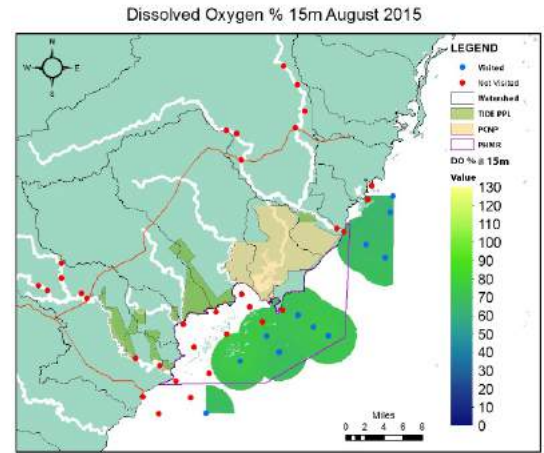 Dissolved Oxygen % 15m August 2015
N
W E
S
LEGEND
Visited
Not Visited
Watershed
TIDE PPL
PCNP
PHMR
DO % @ 15m
Value
130
120
110
100
90
80
70
60
50
40
30
20
10
0
Miles
0 2 4 6 8